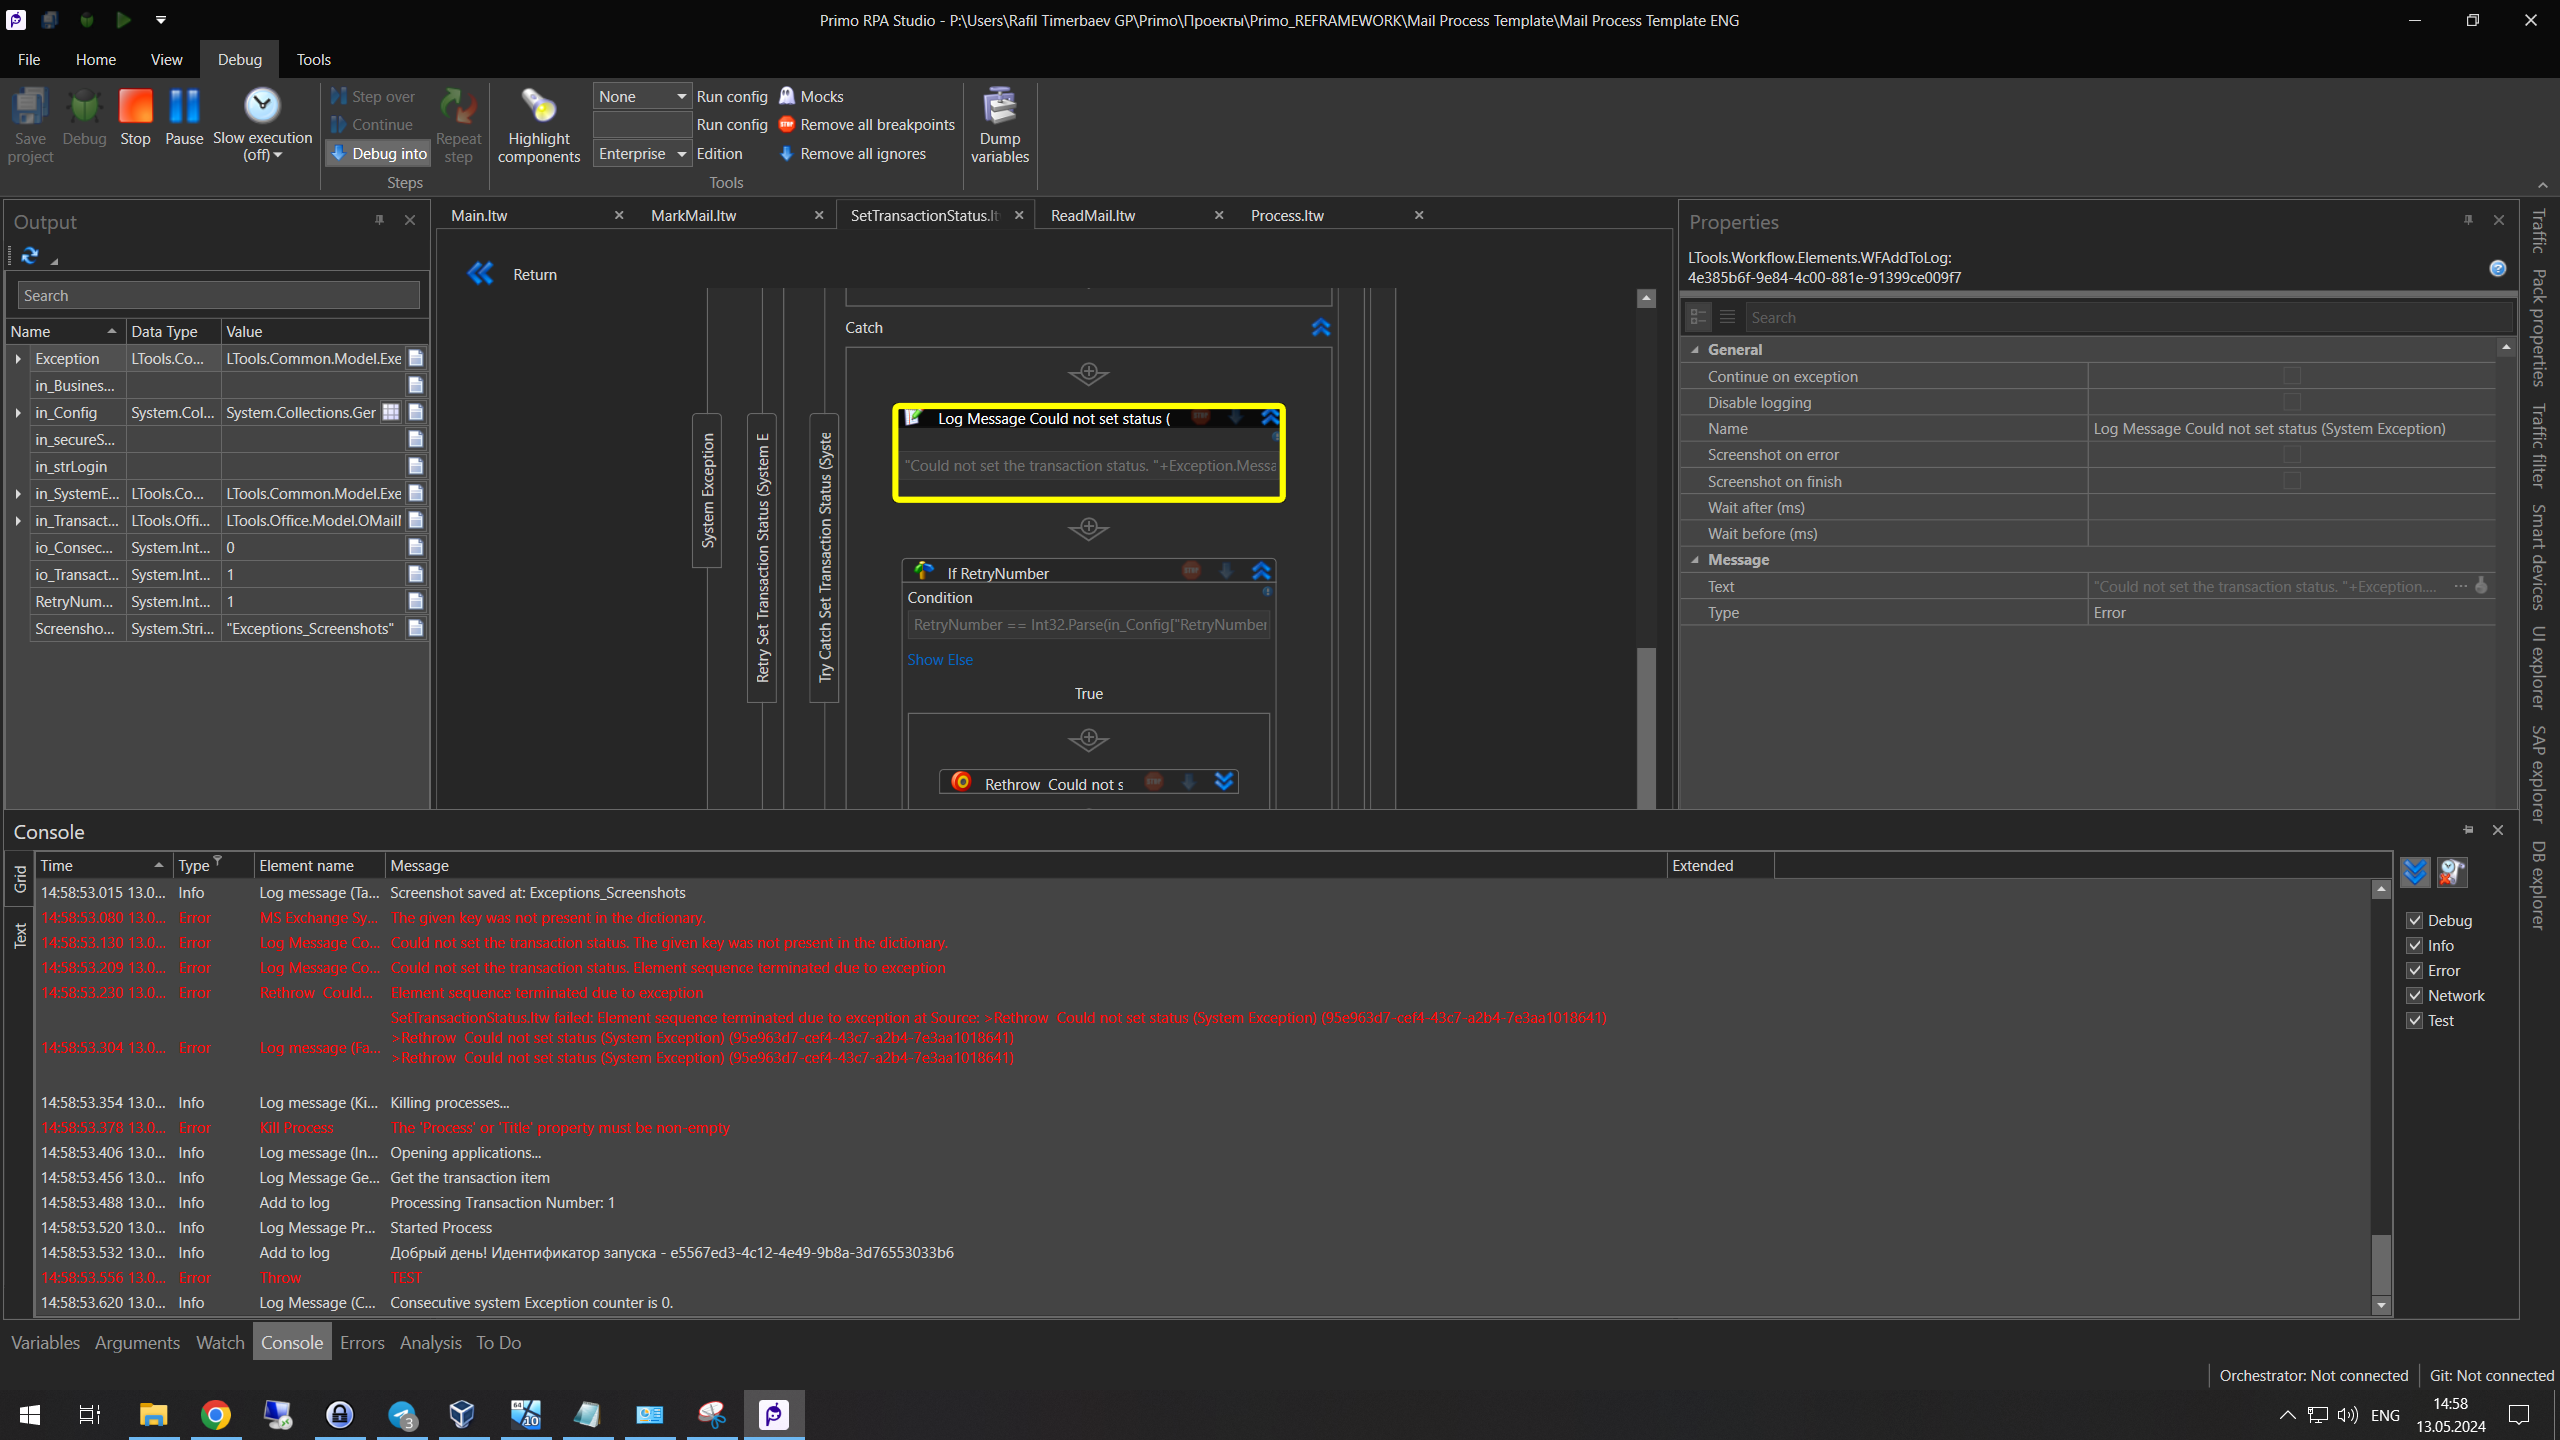 Primo RPA Studio - P:\Users\Rafil Timerbaev GP\Primo\Проекты\Primo_REFRAMEWORK\Mail Process Template\Mail Process Template ENG
File
Home
View
Debug
Tools
Save project
Debug
Stop
Pause
Slow execution (off)
Step over
Continue
Debug into
Repeat step
Steps
Highlight components
None
Run config
Run config
Enterprise
Edition
Mocks
Remove all breakpoints
Remove all ignores
Tools
Dump variables
Output
Search
Name Data Type Value
Exception LTools.Co... LTools.Common.Model.Exe
in_Busines...
in_Config System.Col... System.Collections.Ger
in_secureS...
in_strLogin
in_SystemE... LTools.Co... LTools.Common.Model.Exe
in_Transact... LTools.Offi... LTools.Office.Model.OMail
io_Consec... System.Int... 0
io_Transact... System.Int... 1
RetryNum... System.Int... 1
Screensho... System.Stri... "Exceptions_Screenshots"
Main.ltw
MarkMail.ltw
SetTransactionStatus.lt
ReadMail.ltw
Process.ltw
Return
System Exception
Retry Set Transaction Status (System E
Try Catch Set Transaction Status (Syste
Catch
Log Message Could not set status (
"Could not set the transaction status. "+Exception.Messa
If RetryNumber
Condition
RetryNumber == Int32.Parse(in_Config["RetryNumber
Show Else
True
Rethrow Could not s
Properties
LTools.Workflow.Elements.WFAddToLog:
4e385b6f-9e84-4c00-881e-91399ce009f7
Search
General
Continue on exception
Disable logging
Name Log Message Could not set status (System Exception)
Screenshot on error
Screenshot on finish
Wait after (ms)
Wait before (ms)
Message
Text "Could not set the transaction status. "+Exception....
Type Error
Traffic
Pack properties
Traffic filter
Smart devices
UI explorer
SAP explorer
DB explorer
Console
Grid
Text
Time Type Element name Message Extended
14:58:53.015 13.0... Info Log message (Ta... Screenshot saved at: Exceptions_Screenshots
14:58:53.080 13.0... Error MS Exchange Sy... The given key was not present in the dictionary.
14:58:53.130 13.0... Error Log Message Co... Could not set the transaction status. The given key was not present in the dictionary.
14:58:53.209 13.0... Error Log Message Co... Could not set the transaction status. Element sequence terminated due to exception
14:58:53.230 13.0... Error Rethrow Could... Element sequence terminated due to exception
SetTransactionStatus.ltw failed: Element sequence terminated due to exception at Source: >Rethrow Could not set status (System Exception) (95e963d7-cef4-43c7-a2b4-7e3aa1018641)
>Rethrow Could not set status (System Exception) (95e963d7-cef4-43c7-a2b4-7e3aa1018641)
14:58:53.304 13.0... Error Log message (Fa... >Rethrow Could not set status (System Exception) (95e963d7-cef4-43c7-a2b4-7e3aa1018641)
14:58:53.354 13.0... Info Log message (Ki... Killing processes...
14:58:53.378 13.0... Error Kill Process The 'Process' or 'Title' property must be non-empty
14:58:53.406 13.0... Info Log message (In... Opening applications...
14:58:53.456 13.0... Info Log Message Ge... Get the transaction item
14:58:53.488 13.0... Info Add to log Processing Transaction Number: 1
14:58:53.520 13.0... Info Log Message Pr... Started Process
14:58:53.532 13.0... Info Add to log Добрый день! Идентификатор запуска - e5567ed3-4c12-4e49-9b8a-3d76553033b6
14:58:53.556 13.0... Error Throw TEST
14:58:53.620 13.0... Info Log Message (C... Consecutive system Exception counter is 0.
Debug
Info
Error
Network
Test
Variables Arguments Watch Console Errors Analysis To Do
Orchestrator: Not connected
Git: Not connected
3
64
10
ENG
14:58
13.05.2024